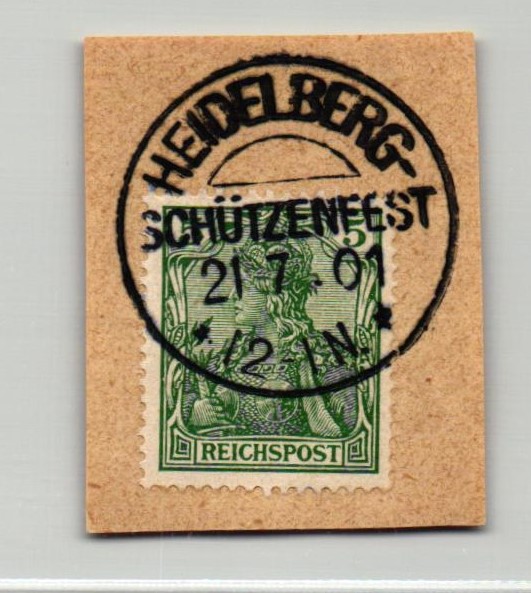 HEIDELBERG-
SCHÜTZENFEST
5
21 7. 01
* 12-1N. *
REICHSPOST